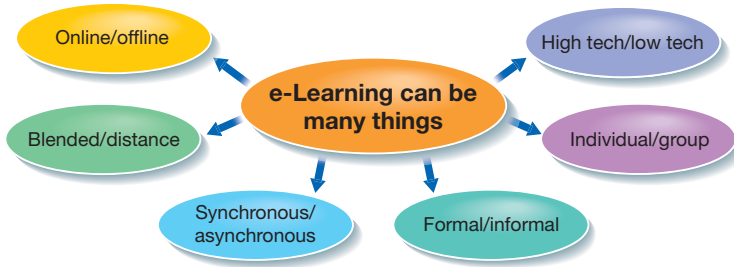 Online/offline
High tech/low tech
e-Learning can be
many things
Blended/distance
Individual/group
Synchronous/
asynchronous
Formal/informal